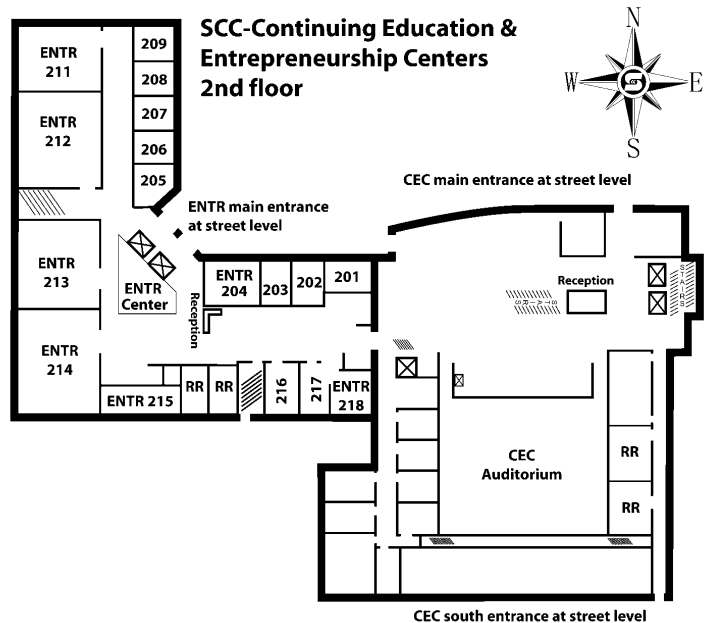 SCC-Continuing Education &
Entrepreneurship Centers
2nd floor
N
W
E
S
ENTR
211
209
208
ENTR
212
207
206
205
CEC main entrance at street level
ENTR main entrance
at street level
ENTR
213
ENTR
Center
Reception
ENTR
204
203
202
201
Reception
STAIRS
STAIRS
ENTR
214
ENTR 215
RR
RR
216
217
ENTR
218
CEC
Auditorium
RR
RR
CEC south entrance at street level